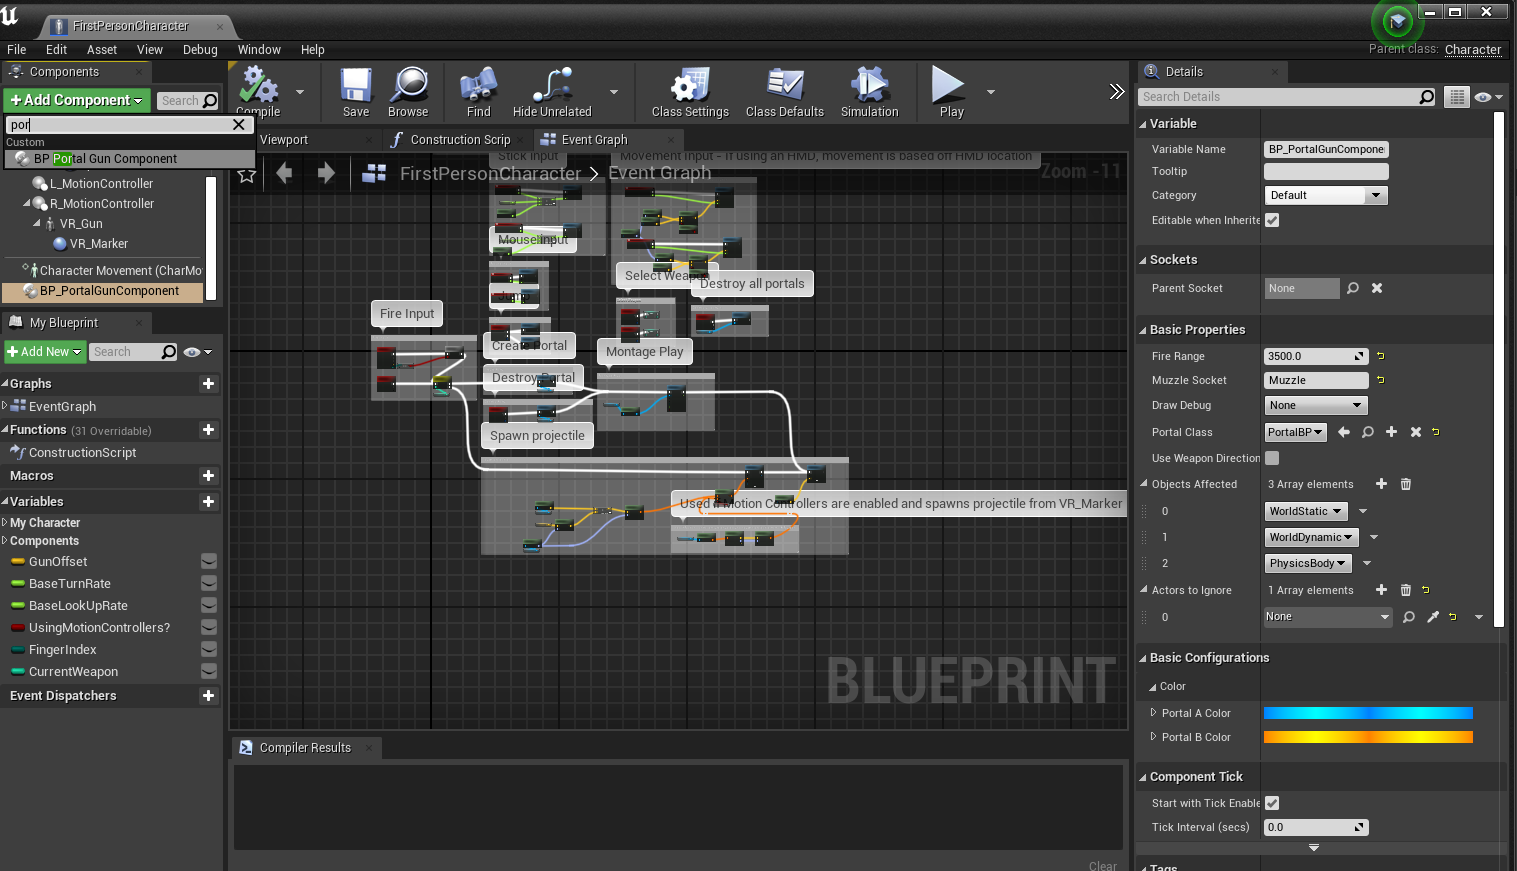 FirstPersonCharacter
File Edit Asset View Debug Window Help
Parent class: Character
Components
+Add Component
Search
por
Custom
BP Portal Gun Component
L_MotionController
R_MotionController
VR_Gun
VR_Marker
Character Movement (CharMov
BP_PortalGunComponent
My Blueprint
+Add New
Search
Graphs
EventGraph
Functions (31 Overridable)
ConstructionScript
Macros
Variables
My Character
Components
GunOffset
BaseTurnRate
BaseLookUpRate
UsingMotionControllers?
FingerIndex
CurrentWeapon
Event Dispatchers
Compile
Save
Browse
Find
Hide Unrelated
Class Settings
Class Defaults
Simulation
Play
Viewport
Construction Scrip
Event Graph
FirstPersonCharacter > Event Graph
Zoom -11
Stick Input
Movement Input - If using an HMD, movement is based off HMD location
Mouse Input
Select Weapon
Destroy all portals
Fire Input
Create Portal
Montage Play
Destroy Portal
Spawn projectile
Used if Motion Controllers are enabled and spawns projectile from VR_Marker
BLUEPRINT
Compiler Results
Clear
Details
Search Details
Variable
Variable Name BP_PortalGunComponei
Tooltip
Category Default
Editable when Inherite
Sockets
Parent Socket None
Basic Properties
Fire Range 3500.0
Muzzle Socket Muzzle
Draw Debug None
Portal Class PortalBP
Use Weapon Direction
Objects Affected 3 Array elements
0 WorldStatic
1 WorldDynamic
2 PhysicsBody
Actors to Ignore 1 Array elements
0 None
Basic Configurations
Color
Portal A Color
Portal B Color
Component Tick
Start with Tick Enable
Tick Interval (secs) 0.0
Tags